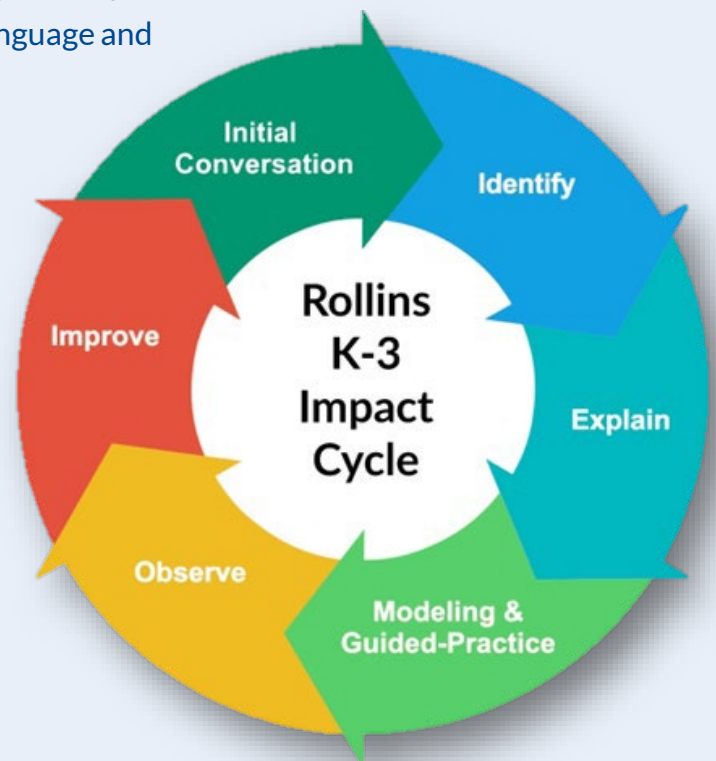 nguage and
Initial
Conversation
Identify
Explain
Modeling &
Guided-Practice
Observe
Improve
Rollins
K-3
Impact
Cycle